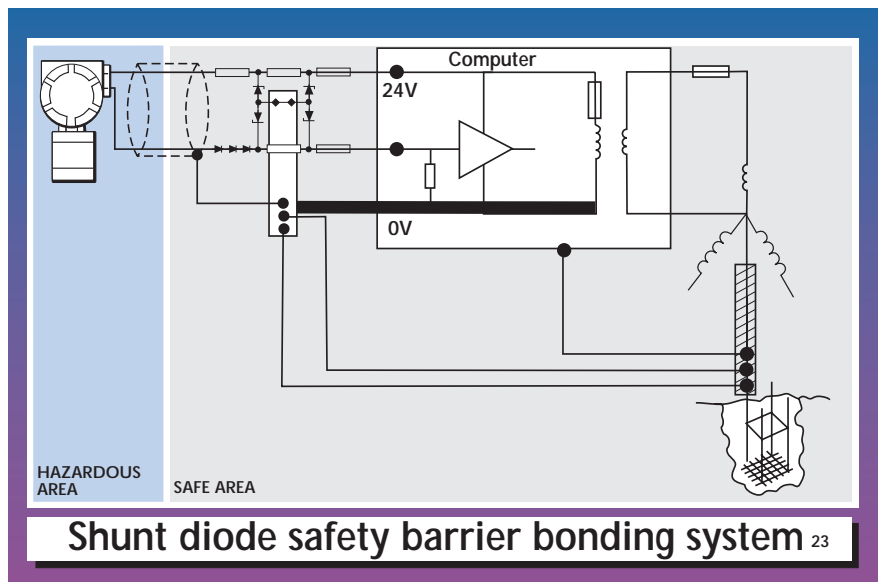 Computer
24V
0V
HAZARDOUS
AREA
SAFE AREA
Shunt diode safety barrier bonding system 23